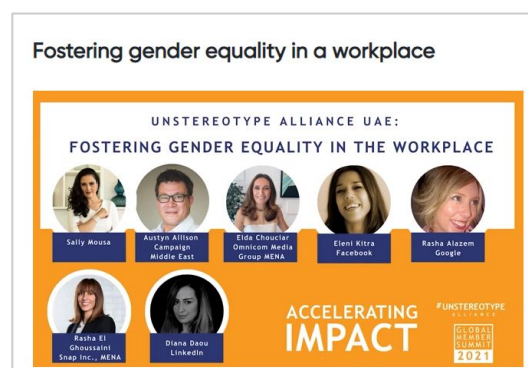 Fostering gender equality in a workplace
UNSTEREOTYPE ALLIANCE UAE:
FOSTERING GENDER EQUALITY IN THE WORKPLACE
Sally Mousa
Austyn Allison
Campaign
Middle East
Elda Choucair
Omnicom Media
Group MENA
Eleni Kitra
Facebook
Rasha Alazem
Google
Rasha El
Ghoussaini
Snap Inc., MENA
Diana Daou
LinkedIn
ACCELERATING
IMPACT
#UNSTEREOTYPE
ALLIANCE
GLOBAL
MEMBER
SUMMIT
2021